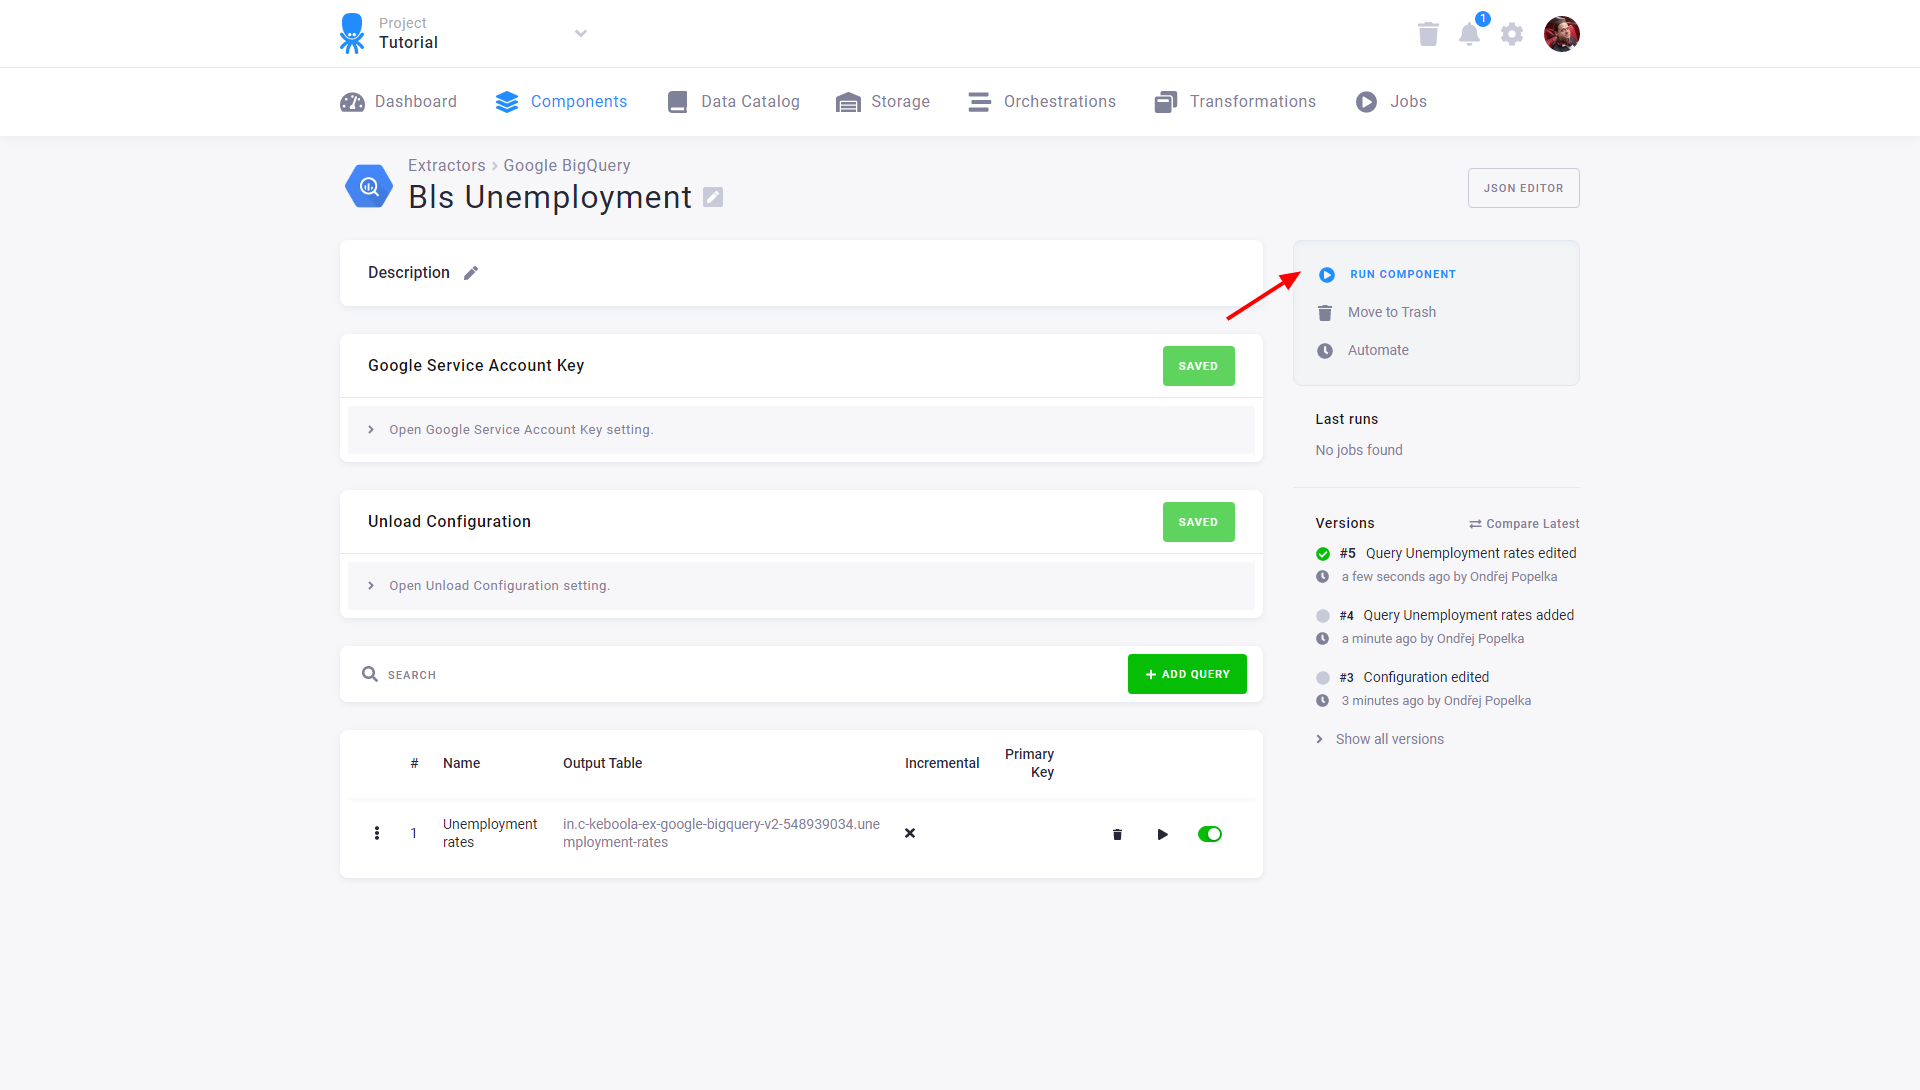 Project
Tutorial
1
Dashboard
Components
Data Catalog
Storage
Orchestrations
Transformations
Jobs
Extractors > Google BigQuery
Bls Unemployment
JSON EDITOR
Description
RUN COMPONENT
Move to Trash
Automate
Google Service Account Key
SAVED
Open Google Service Account Key setting.
Last runs
No jobs found
Unload Configuration
SAVED
Open Unload Configuration setting.
Versions
Compare Latest
#5 Query Unemployment rates edited
a few seconds ago by Ondřej Popelka
#4 Query Unemployment rates added
a minute ago by Ondřej Popelka
#3 Configuration edited
3 minutes ago by Ondřej Popelka
Show all versions
SEARCH
+ ADD QUERY
# Name Output Table Incremental Primary
Key
1 Unemployment
rates
in.c-keboola-ex-google-bigquery-v2-548939034.une
mployment-rates